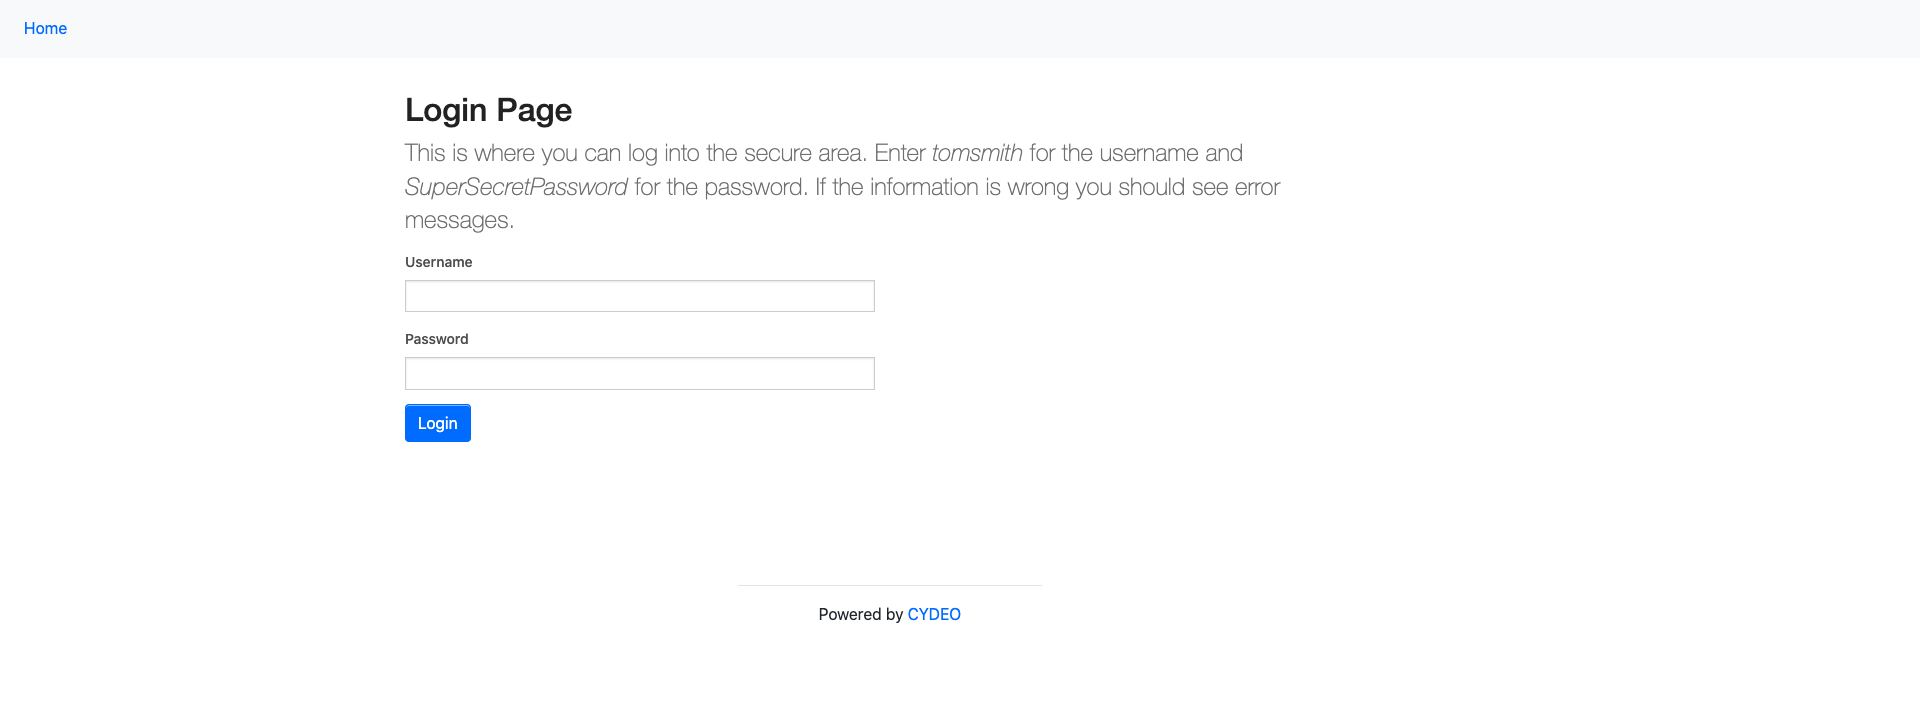 Home
Login Page
This is where you can log into the secure area. Enter tomsmith for the username and
SuperSecretPassword for the password. If the information is wrong you should see error
messages.
Username
Password
Login
Powered by CYDEO